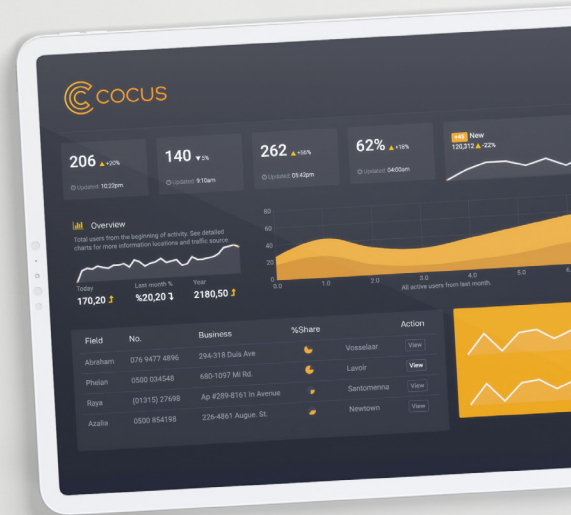 COCUS
206 ▲+20%
Updated: 10:22pm
140 ▼5%
Updated: 9:10am
262 ▲+56%
Updated: 05:42pm
62% ▲+18%
Updated: 04:00am
+40 New
120,312 ▲-22%
Overview
Total users from the beginning of activity. See detailed
charts for more information locations and traffic source
Today
170,20
Last month %
%20,20
Year
2180,50
80
60
40
20
0
0.0 1.0 2.0 3.0 4.0 5.0
All active users from last month.
Field No. Business %Share Action
Abraham 076 9477 4896 294-318 Duis Ave Vosselaar View
Phelan 0500 034548 680-1097 Mi Rd. Lavoir View
Raya (01315) 27698 Ap #289-8161 In Avenue Santomenna View
Azalia 0500 854198 226-4861 Augue. St. Newtown View